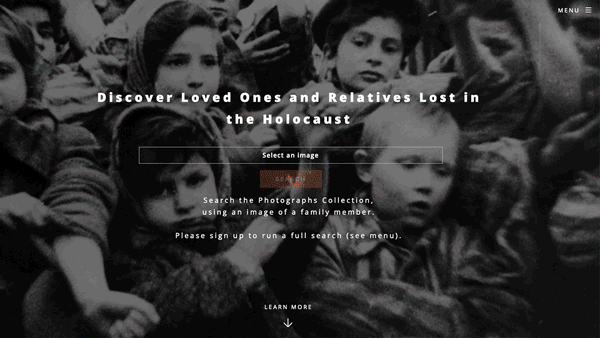 MENU
Discover Loved Ones and Relatives Lost in
the Holocaust
Select an image
SEARCH
Search the Photographs Collection,
using an image of a family member.
Please sign up to run a full search (see menu).
LEARN MORE